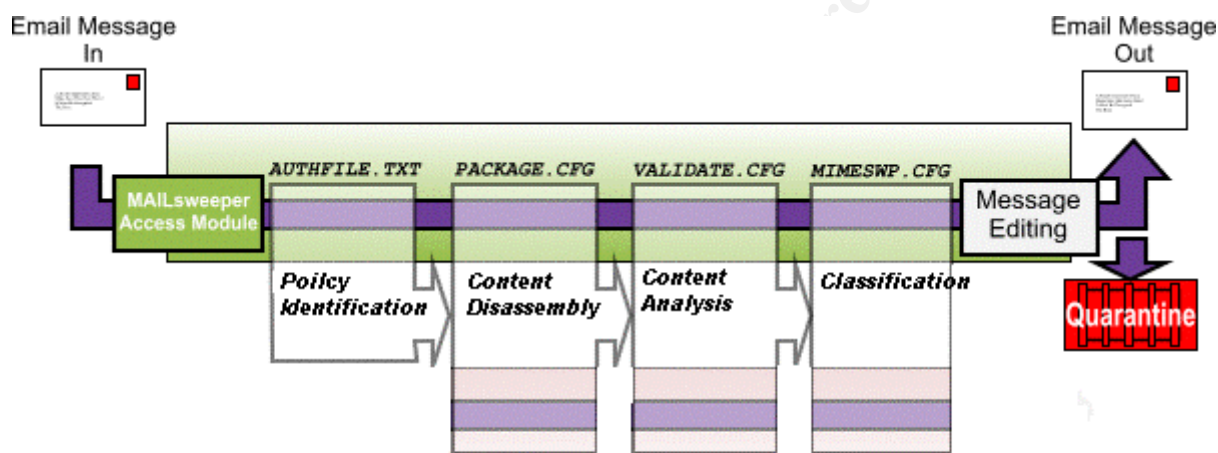 Email Message
In
Email Message
Out
AUTHFILE.TXT
PACKAGE.CFG
VALIDATE.CFG
MIMESWP.CFG
MAILsweeper
Access Module
Message
Editing
Poilcy
Identification
Content
Disassembly
Content
Analysis
Classification
Quarantine